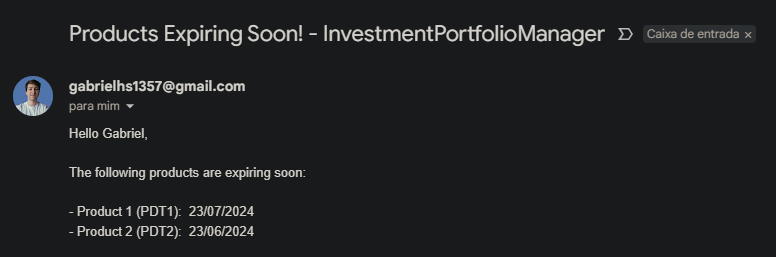 Products Expiring Soon! - InvestmentPortfolioManager Caixa de entrada ×
gabrielhs1357@gmail.com
para mim
Hello Gabriel,
The following products are expiring soon:
- Product 1 (PDT1): 23/07/2024
- Product 2 (PDT2): 23/06/2024